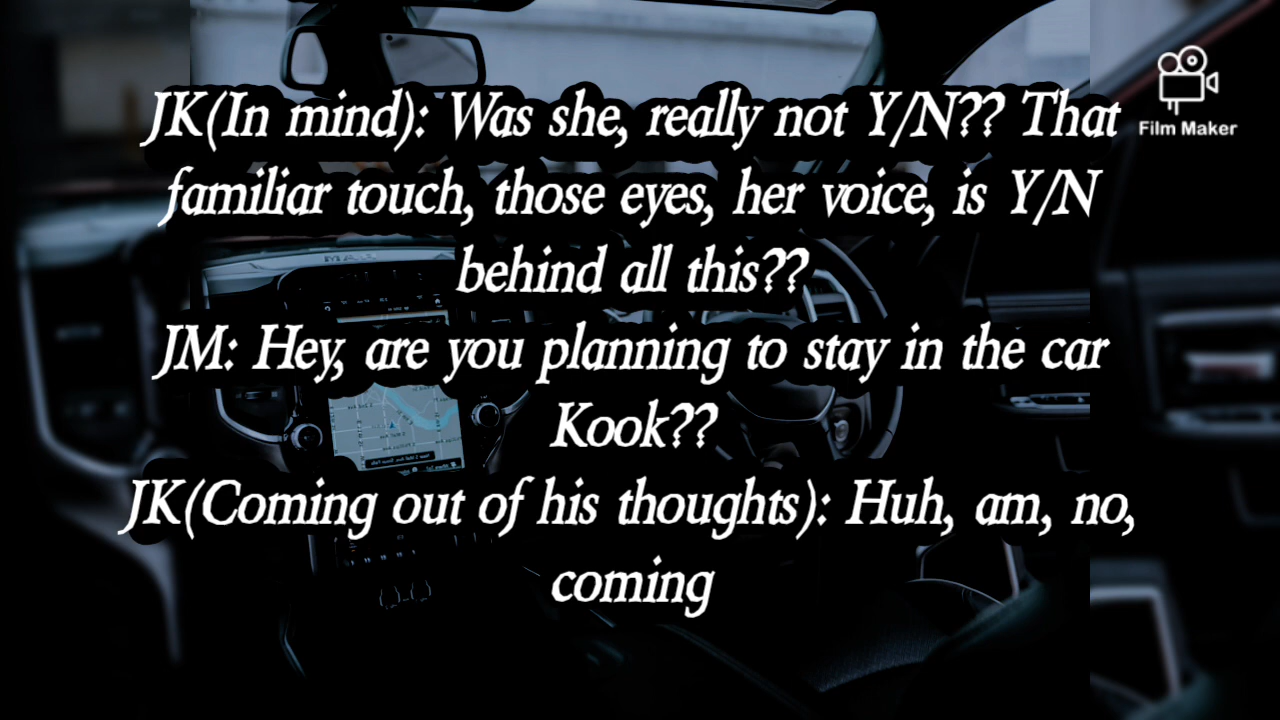 JK(In mind): Was she, really not Y/N?? That
familiar touch, those eyes, her voice, is Y/N
behind all this??
JM: Hey, are you planning to stay in the car
Kook??
JK(Coming out of his thoughts): Huh, am, no,
coming
Film Maker